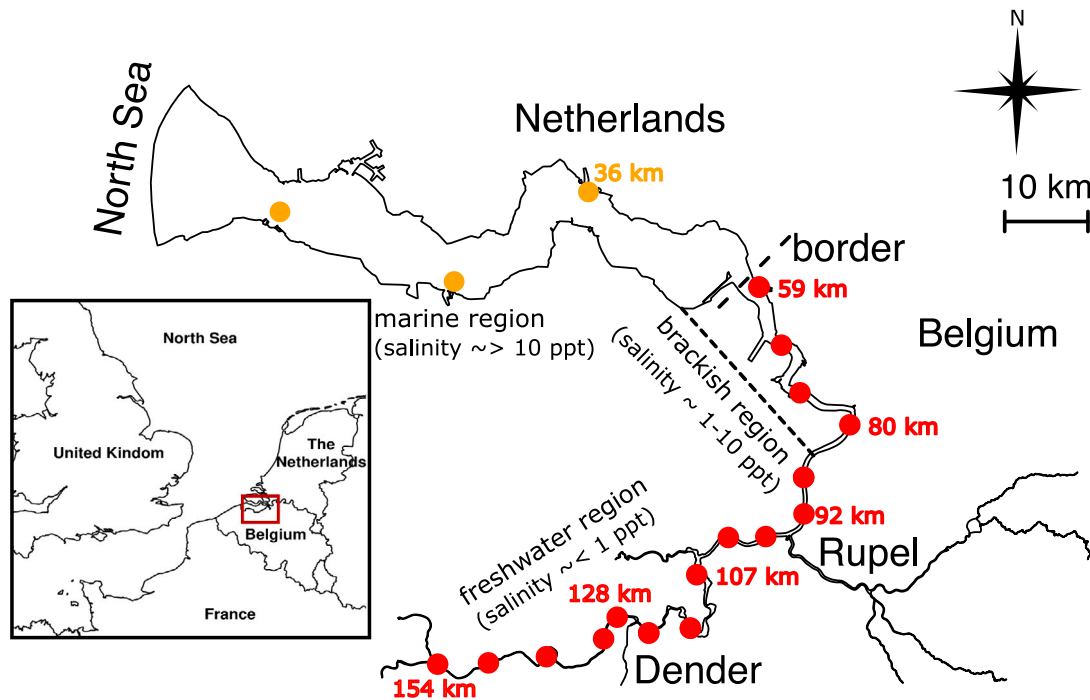 N
North Sea
Netherlands
36 km
10 km
border
59 km
marine region
(salinity ~> 10 ppt)
Belgium
brackish region
(salinity ~ 1-10 ppt)
80 km
North Sea
United Kindom
The
Netherlands
Belgium
France
freshwater region
(salinity ~< 1 ppt)
92 km
Rupel
107 km
128 km
Dender
154 km